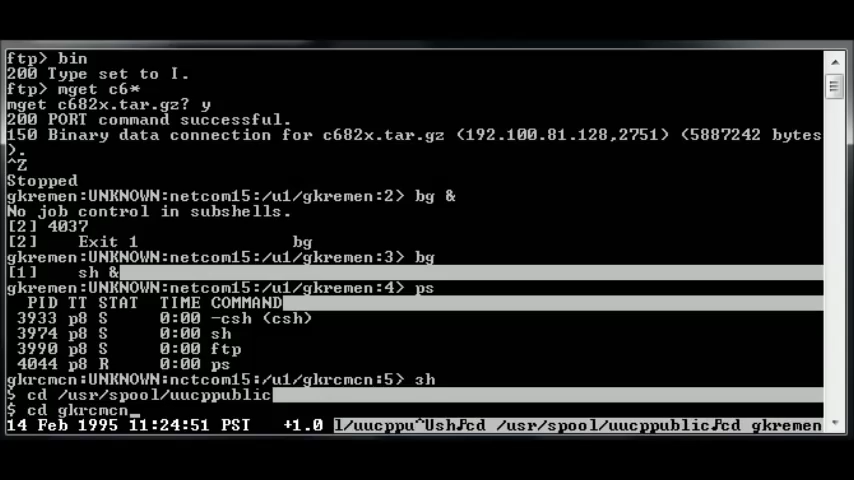 ftp> bin
200 Type set to I.
ftp> mget c6*
mget c682x.tar.gz? y
200 PORT command successful.
150 Binary data connection for c682x.tar.gz (192.100.81.128,2751) (5887242 bytes
).
^Z
Stopped
gkremen:UNKNOWN:netcom15:/u1/gkremen:2> bg &
No job control in subshells.
[2] 4037
[2]    Exit 1                bg
gkremen:UNKNOWN:netcom15:/u1/gkremen:3> bg
[1]    sh &
gkremen:UNKNOWN:netcom15:/u1/gkremen:4> ps
  PID TT STAT  TIME COMMAND
 3933 p8 S     0:00 -csh (csh)
 3974 p8 S     0:00 sh
 3990 p8 S     0:00 ftp
 4044 p8 R     0:00 ps
gkremen:UNKNOWN:netcom15:/u1/gkremen:5> sh
$ cd /usr/spool/uucppublic
$ cd gkremen_
14 Feb 1995 11:24:51 PST   +1.0 l/uucppu^Ush♪cd /usr/spool/uucppublic♪cd gkremen